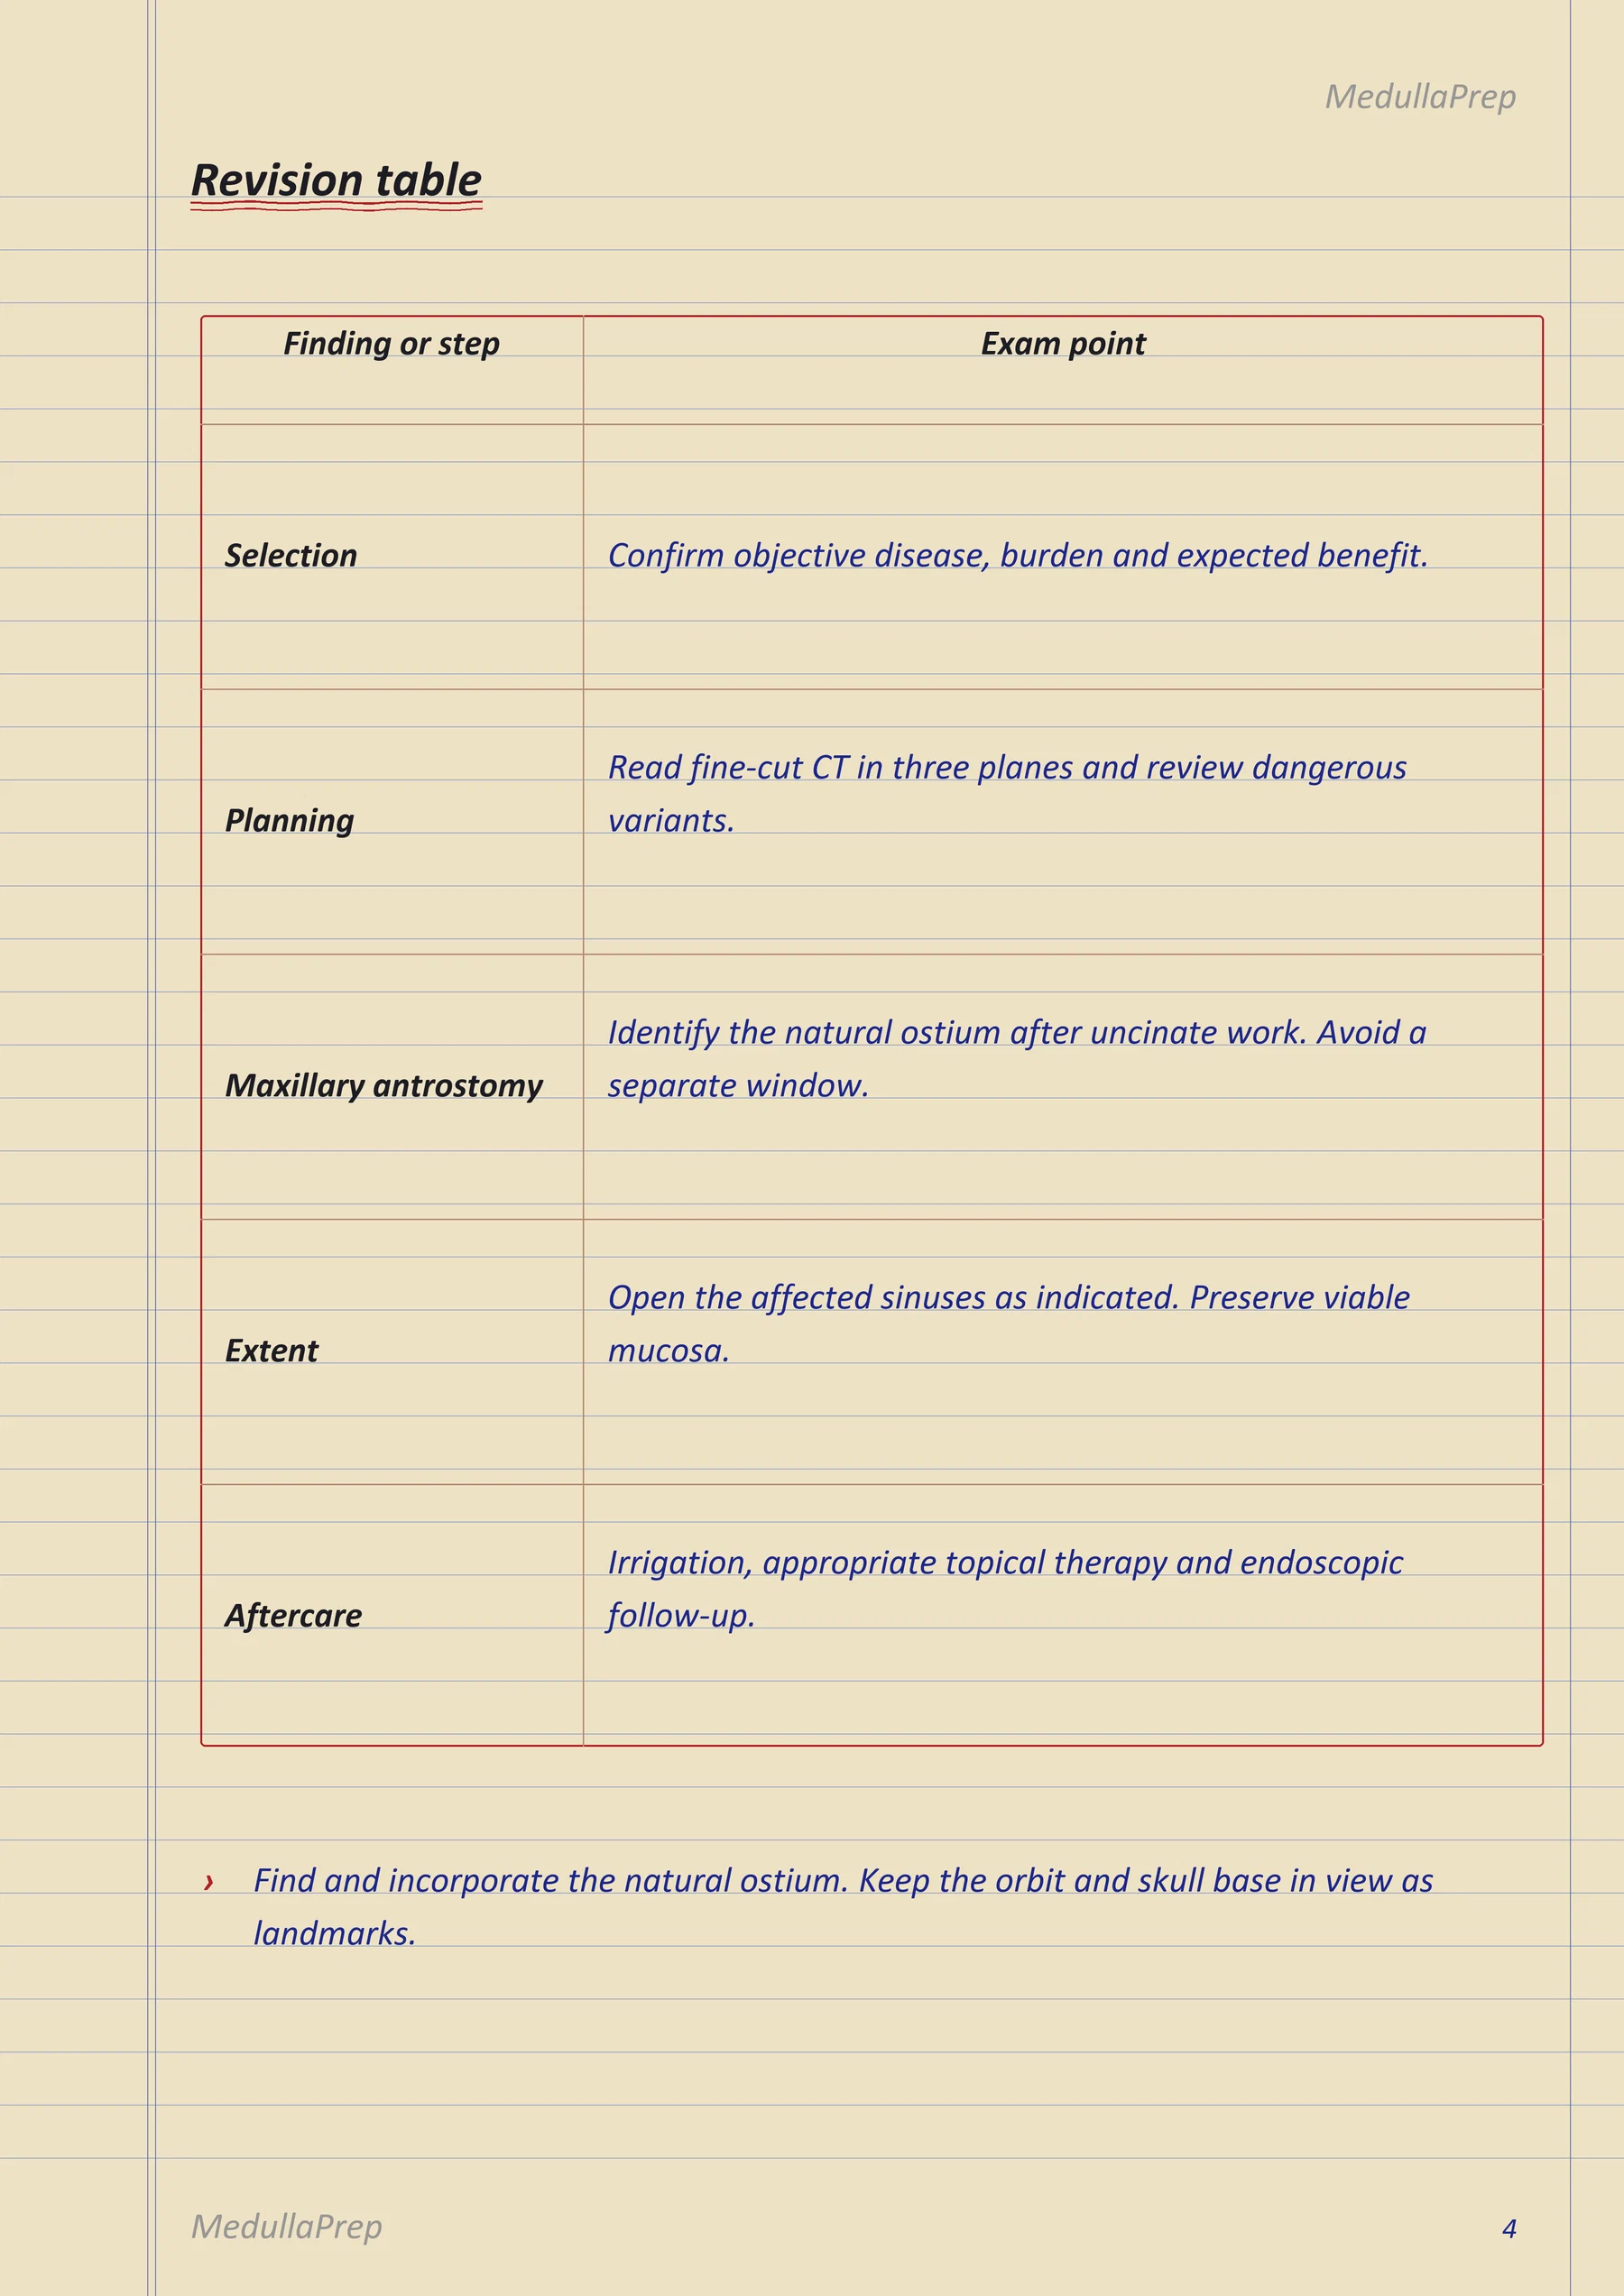 MedullaPrep
Revision table
Finding or step
Exam point
Selection
Confirm objective disease, burden and expected benefit.
Planning
Read fine-cut CT in three planes and review dangerous
variants.
Maxillary antrostomy
Identify the natural ostium after uncinate work. Avoid a
separate window.
Extent
Open the affected sinuses as indicated. Preserve viable
mucosa.
Aftercare
Irrigation, appropriate topical therapy and endoscopic
follow-up.
› Find and incorporate the natural ostium. Keep the orbit and skull base in view as
landmarks.
MedullaPrep
4